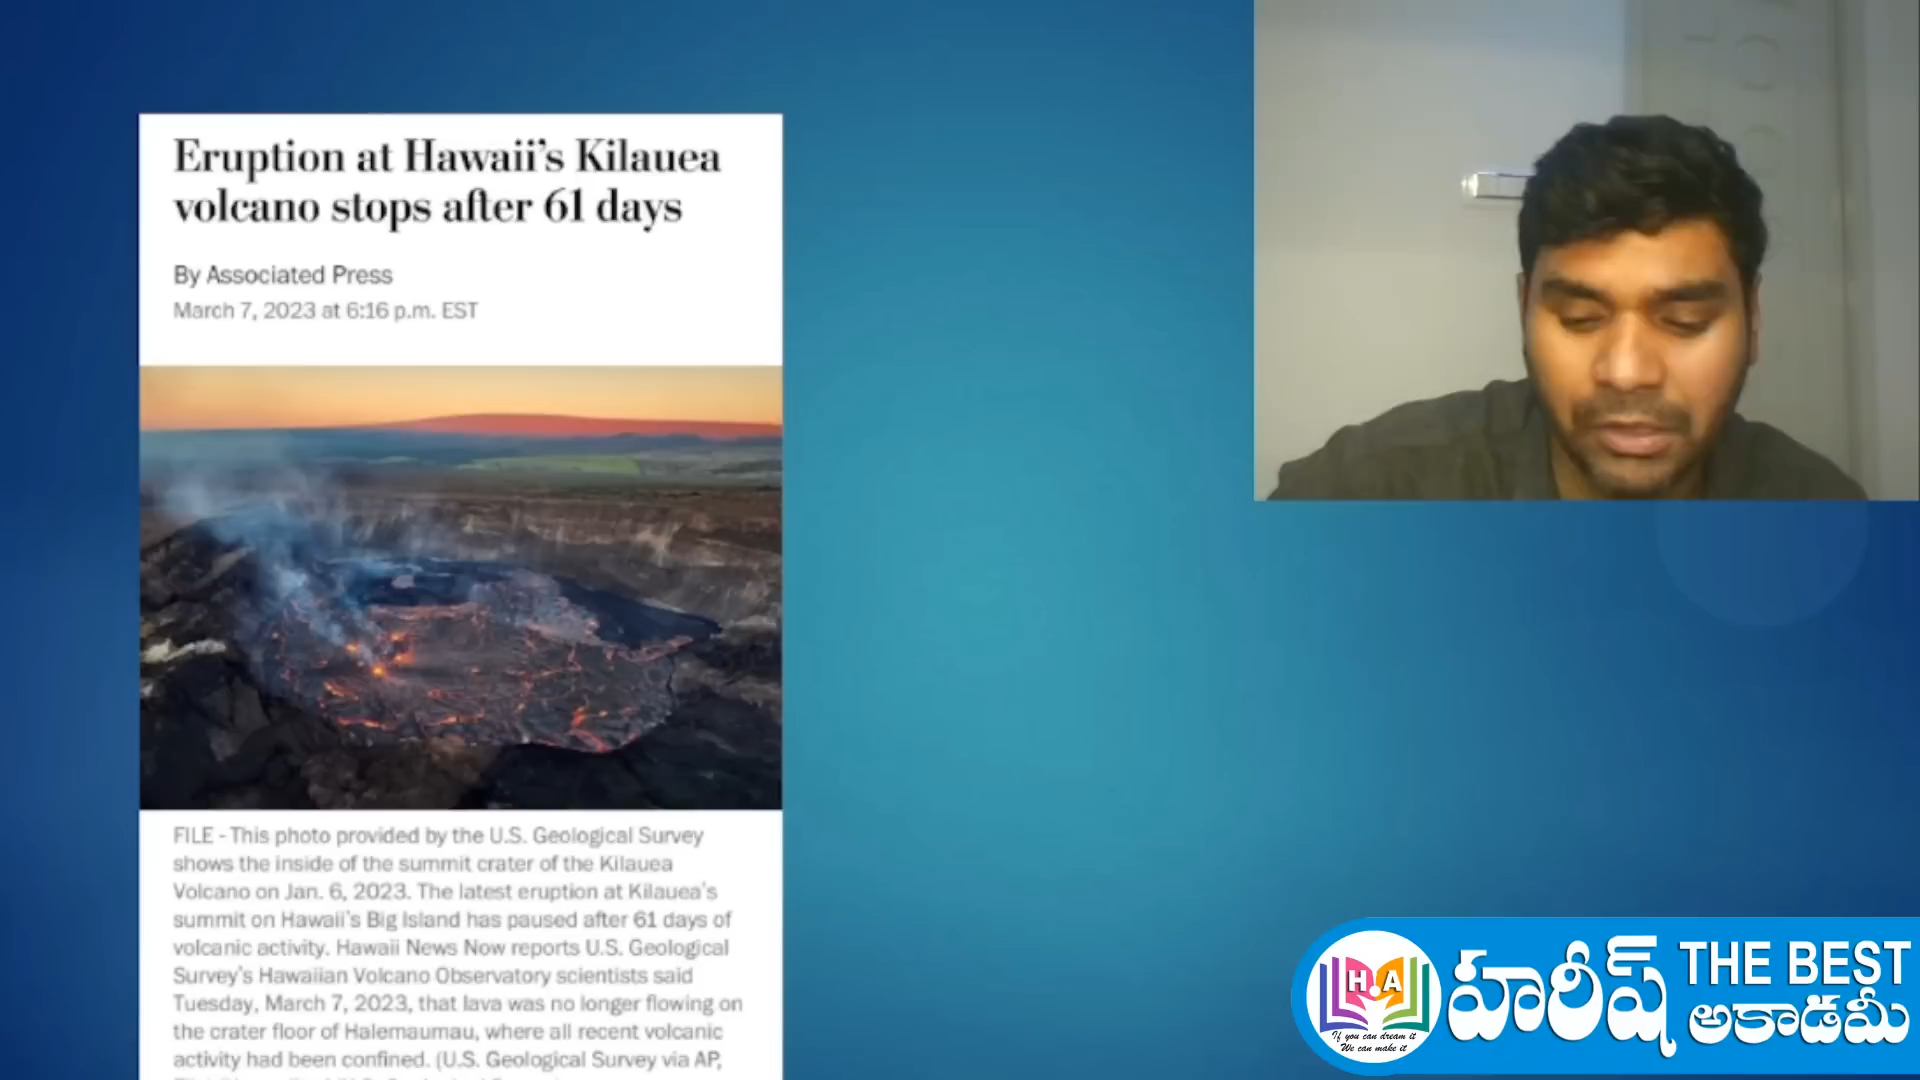 Eruption at Hawaii's Kilauea
volcano stops after 61 days
By Associated Press
March 7, 2023 at 6:16 p.m. EST
FILE - This photo provided by the U.S. Geological Survey
shows the inside of the summit crater of the Kilauea
Volcano on Jan. 6, 2023. The latest eruption at Kilauea's
summit on Hawaii's Big Island has paused after 61 days of
volcanic activity. Hawaii News Now reports U.S. Geological
Survey's Hawaiian Volcano Observatory scientists said
Tuesday, March 7, 2023, that lava was no longer flowing on
the crater floor of Halemaumau, where all recent volcanic
activity had been confined. (U.S. Geological Survey via AP,
H.A
If you can dream it
We can make it
హరీష్
THE BEST
అకాడమీ